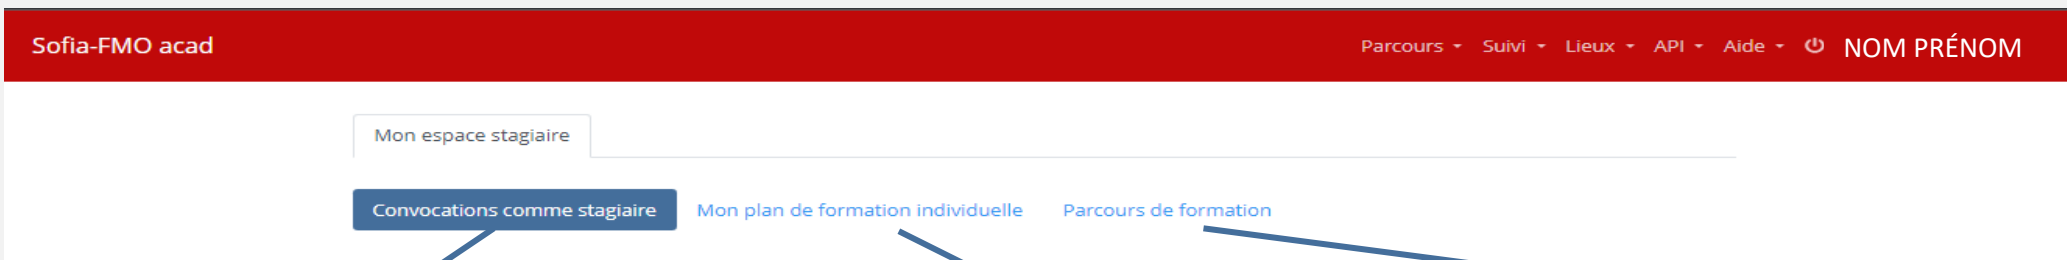 Sofia-FMO acad Parcours Suivi Lieux API Aide NOM PRÉNOM
Mon espace stagiaire
Convocations comme stagiaire Mon plan de formation individuelle Parcours de formation